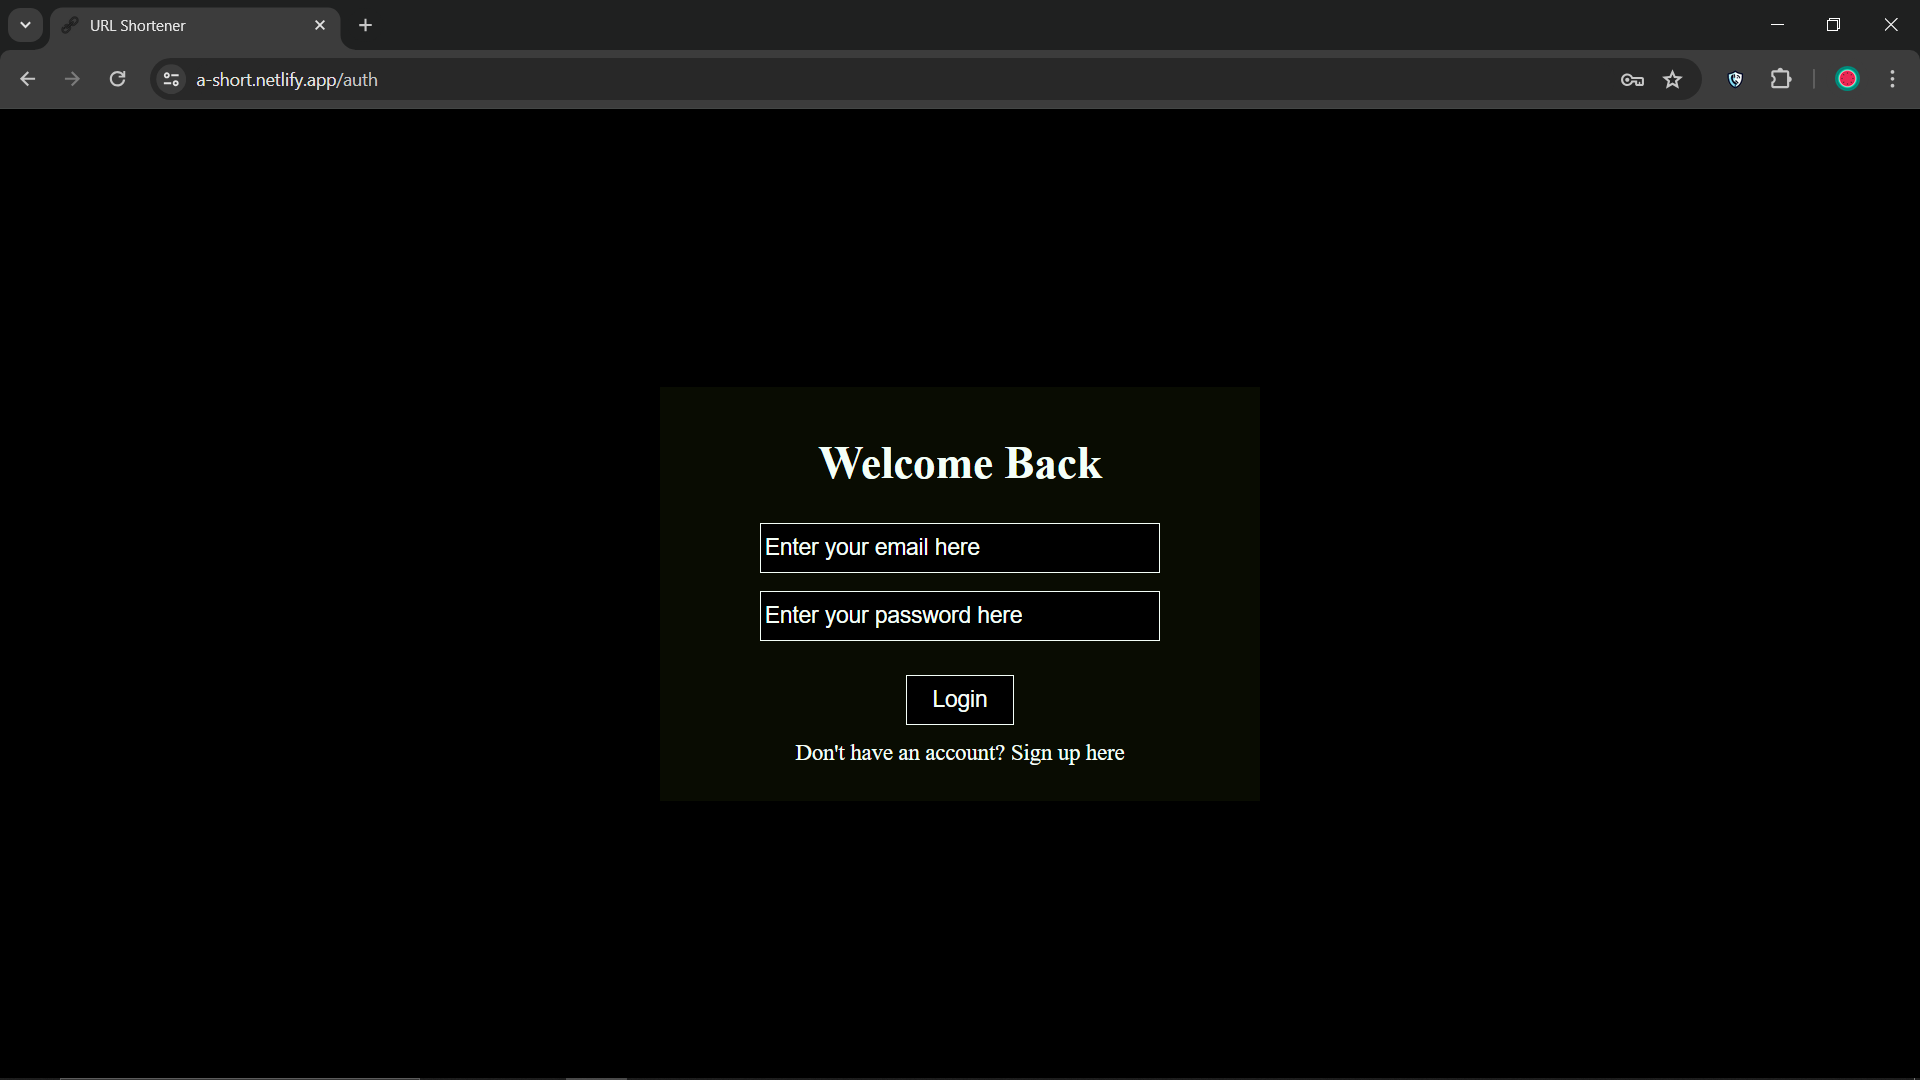 URL Shortener
a-short.netlify.app/auth
Welcome Back
Enter your email here
Enter your password here
Login
Don't have an account? Sign up here